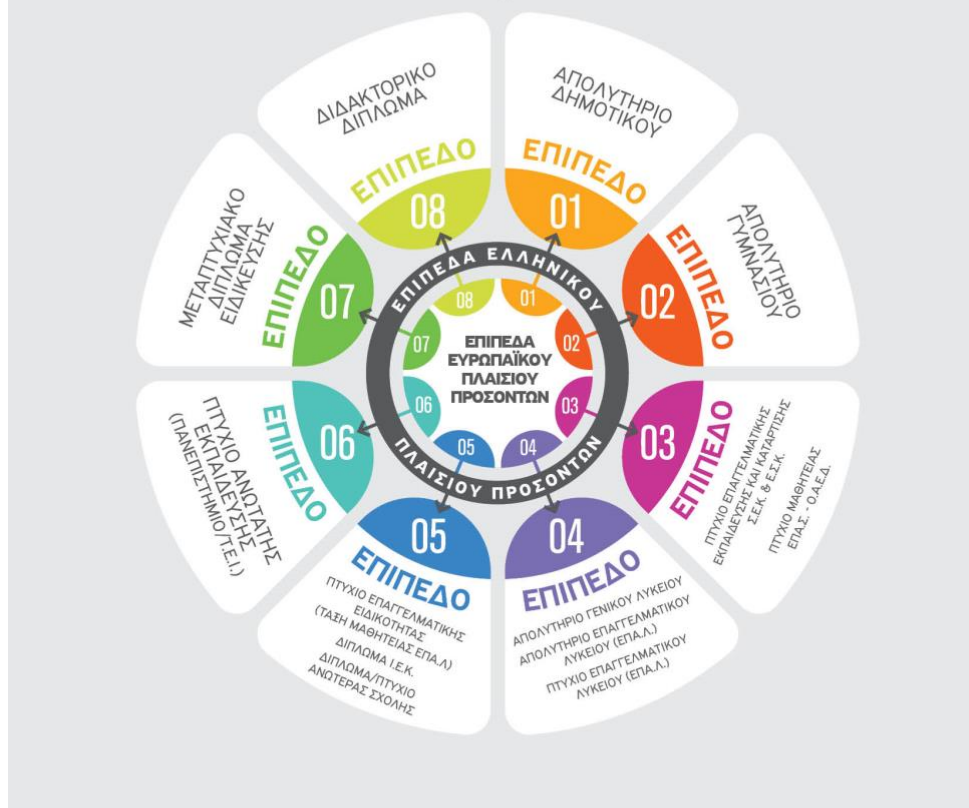 ΑΠΟΛΥΤΗΡΙΟ
ΔΗΜΟΤΙΚΟΥ
ΕΠΙΠΕΔΟ
01
ΑΠΟΛΥΤΗΡΙΟ
ΓΥΜΝΑΣΙΟΥ
ΕΠΙΠΕΔΟ
02
ΕΠΙΠΕΔΟ
03
ΠΤΥΧΙΟ ΕΠΑΓΓΕΛΜΑΤΙΚΗΣ
ΕΚΠΑΙΔΕΥΣΗΣ ΚΑΙ ΚΑΤΑΡΤΙΣΗΣ
Σ.Ε.Κ. & Ε.Σ.Κ.
ΠΤΥΧΙΟ ΜΑΘΗΤΕΙΑΣ
ΕΠΑ.Σ. - Ο.Α.Ε.Δ.
04
ΕΠΙΠΕΔΟ
ΑΠΟΛΥΤΗΡΙΟ ΓΕΝΙΚΟΥ ΛΥΚΕΙΟΥ
ΑΠΟΛΥΤΗΡΙΟ ΕΠΑΓΓΕΛΜΑΤΙΚΟΥ
ΛΥΚΕΙΟΥ (ΕΠΑ.Λ.)
ΠΤΥΧΙΟ ΕΠΑΓΓΕΛΜΑΤΙΚΟΥ
ΛΥΚΕΙΟΥ (ΕΠΑ.Λ.)
05
ΕΠΙΠΕΔΟ
ΠΤΥΧΙΟ ΕΠΑΓΓΕΛΜΑΤΙΚΗΣ
ΕΙΔΙΚΟΤΗΤΑΣ
(ΤΑΞΗ ΜΑΘΗΤΕΙΑΣ ΕΠΑ.Λ)
ΔΙΠΛΩΜΑ Ι.Ε.Κ.
ΔΙΠΛΩΜΑ/ΠΤΥΧΙΟ
ΑΝΩΤΕΡΑΣ ΣΧΟΛΗΣ
06
ΕΠΙΠΕΔΟ
ΠΤΥΧΙΟ ΑΝΩΤΑΤΗΣ
ΕΚΠΑΙΔΕΥΣΗΣ
(ΠΑΝΕΠΙΣΤΗΜΙΟ/Τ.Ε.Ι.)
ΜΕΤΑΠΤΥΧΙΑΚΟ
ΔΙΠΛΩΜΑ
ΕΙΔΙΚΕΥΣΗΣ
ΕΠΙΠΕΔΟ
07
ΔΙΔΑΚΤΟΡΙΚΟ
ΔΙΠΛΩΜΑ
ΕΠΙΠΕΔΟ
08
ΕΠΙΠΕΔΑ ΕΛΛΗΝΙΚΟΥ
ΠΛΑΙΣΙΟΥ ΠΡΟΣΟΝΤΩΝ
01
02
03
04
05
06
07
08
ΕΠΙΠΕΔΑ
ΕΥΡΩΠΑΪΚΟΥ
ΠΛΑΙΣΙΟΥ
ΠΡΟΣΟΝΤΩΝ